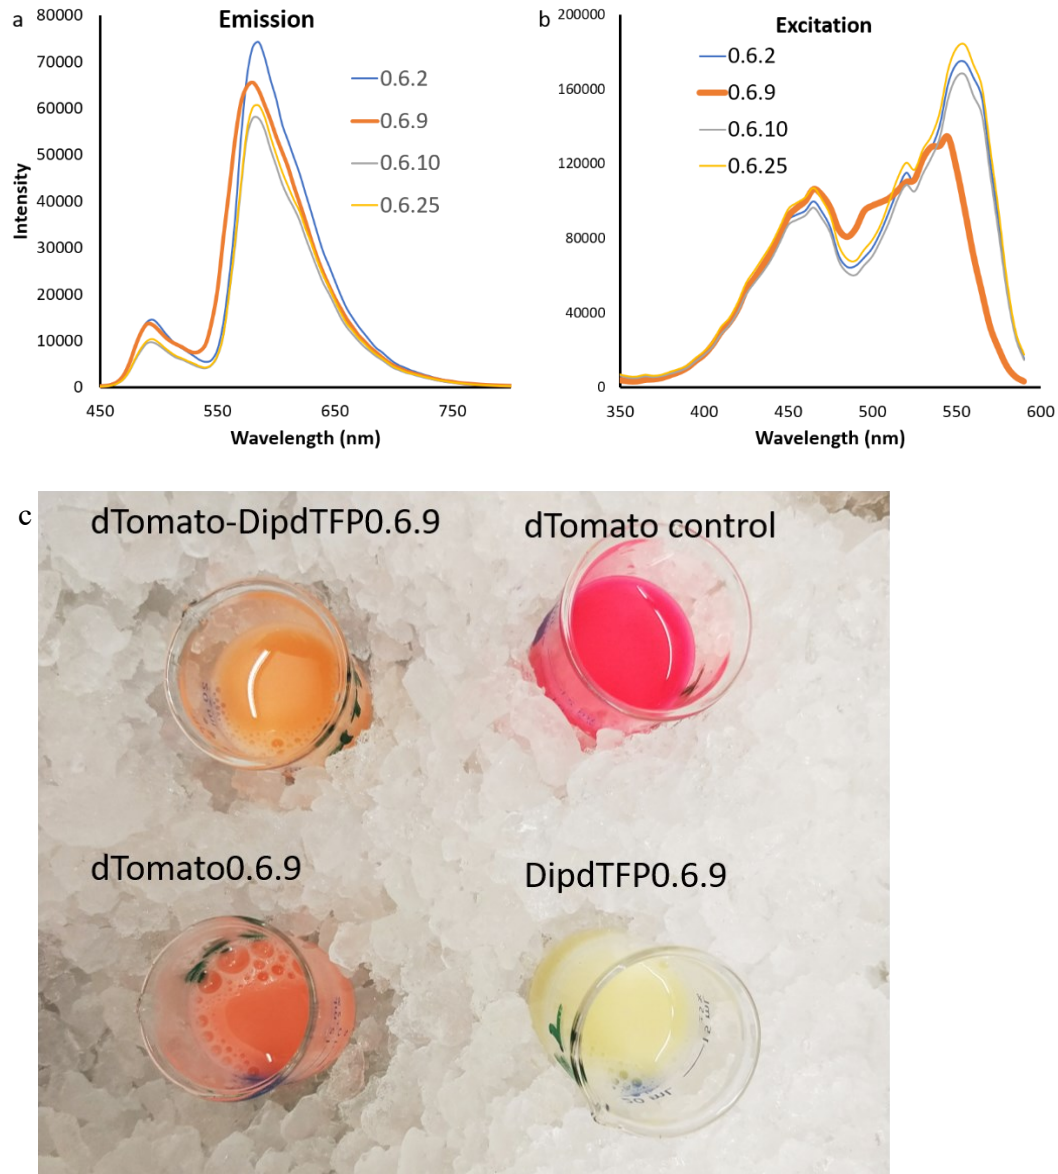 a
Emission
80000
70000
60000
50000
40000
30000
20000
10000
0
Intensity
450
550
650
750
Wavelength (nm)
0.6.2
0.6.9
0.6.10
0.6.25
b
Excitation
200000
160000
120000
80000
40000
0
350
400
450
500
550
600
Wavelength (nm)
0.6.2
0.6.9
0.6.10
0.6.25
c
dTomato-DipdTFP0.6.9
dTomato control
dTomato0.6.9
DipdTFP0.6.9